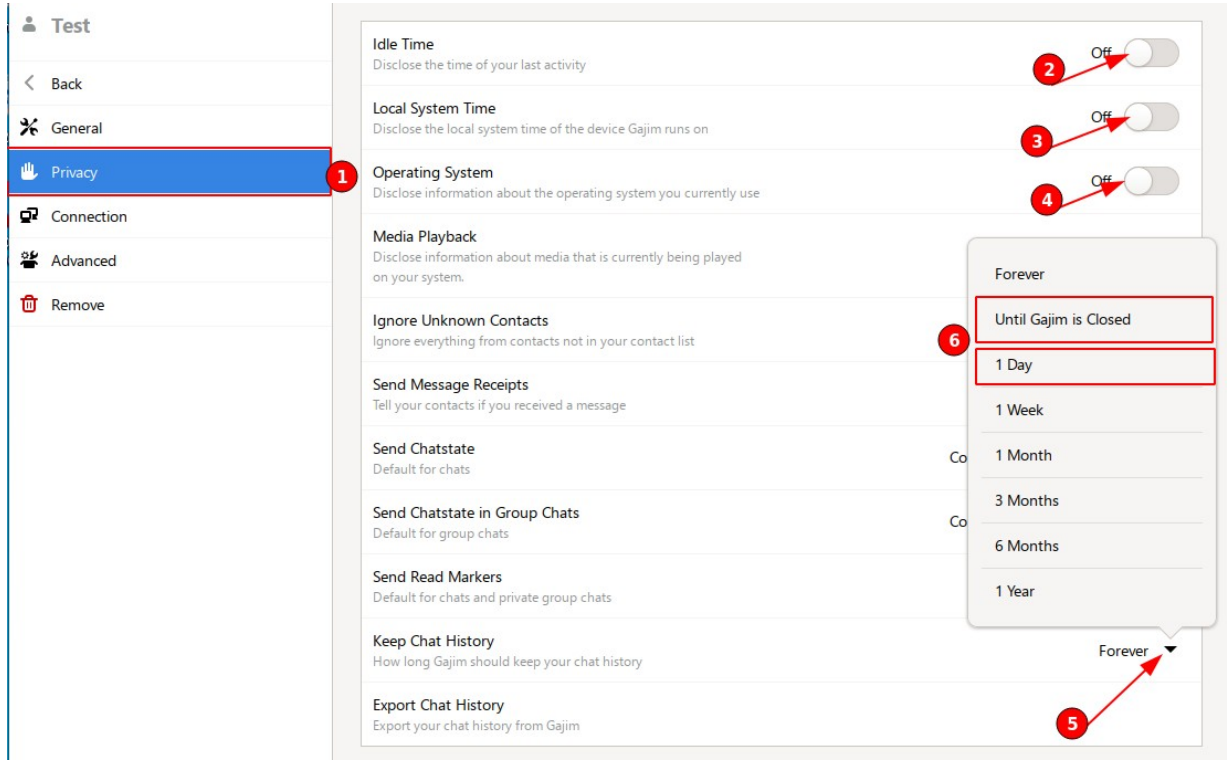 Test
Back
General
Privacy
Connection
Advanced
Remove
1
Idle Time
Disclose the time of your last activity
Off
2
Local System Time
Disclose the local system time of the device Gajim runs on
Off
3
Operating System
Disclose information about the operating system you currently use
Off
4
Media Playback
Disclose information about media that is currently being played
on your system.
Ignore Unknown Contacts
Ignore everything from contacts not in your contact list
Send Message Receipts
Tell your contacts if you received a message
Send Chatstate
Default for chats
Co
Send Chatstate in Group Chats
Default for group chats
Co
Send Read Markers
Default for chats and private group chats
Keep Chat History
How long Gajim should keep your chat history
Forever
5
Export Chat History
Export your chat history from Gajim
Forever
Until Gajim is Closed
6
1 Day
1 Week
1 Month
3 Months
6 Months
1 Year